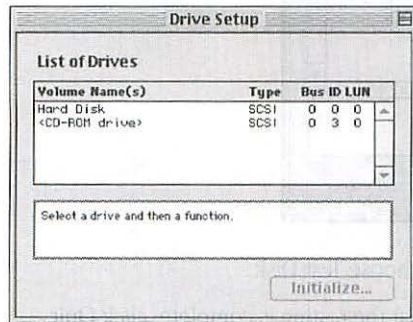 Drive Setup
List of Drives
Volume Name(s) Type Bus ID LUN
Hard Disk SCSI 0 0 0
<CD-ROM drive> SCSI 0 3 0
Select a drive and then a function.
Initialize...